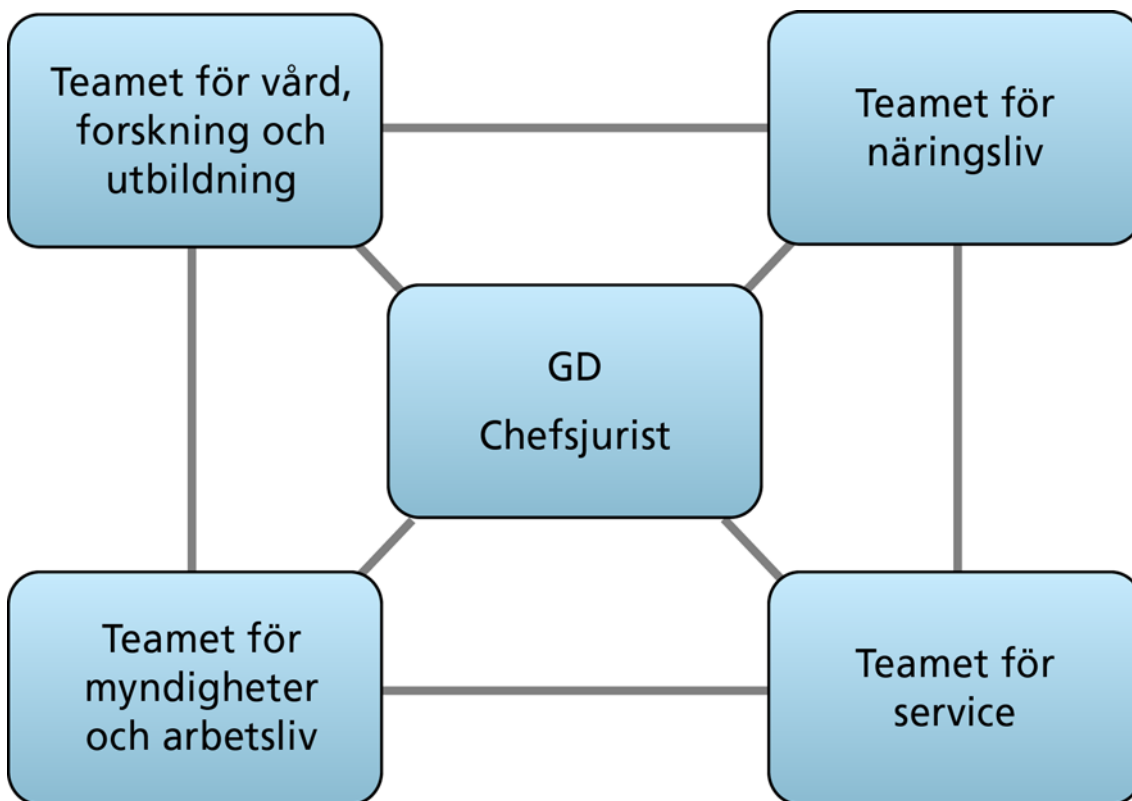 Teamet för vård,
forskning och
utbildning
Teamet för
näringsliv
GD
Chefsjurist
Teamet för
myndigheter
och arbetsliv
Teamet för
service